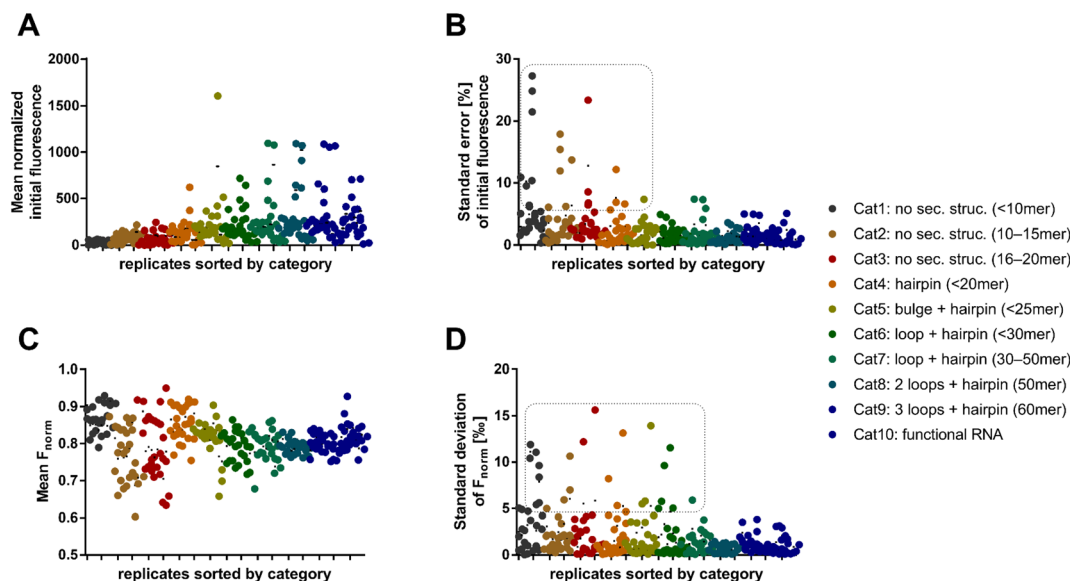 A
2000
1500
1000
500
0
Mean normalized
initial fluorescence
replicates sorted by category
B
30
20
10
0
Standard error [%]
of initial fluorescence
replicates sorted by category
C
1.0
0.9
0.8
0.7
0.6
0.5
Mean Fnorm
replicates sorted by category
D
20
15
10
5
0
Standard deviation
of Fnorm [‰]
replicates sorted by category
Cat1: no sec. struc. (<10mer)
Cat2: no sec. struc. (10–15mer)
Cat3: no sec. struc. (16–20mer)
Cat4: hairpin (<20mer)
Cat5: bulge + hairpin (<25mer)
Cat6: loop + hairpin (<30mer)
Cat7: loop + hairpin (30–50mer)
Cat8: 2 loops + hairpin (50mer)
Cat9: 3 loops + hairpin (60mer)
Cat10: functional RNA